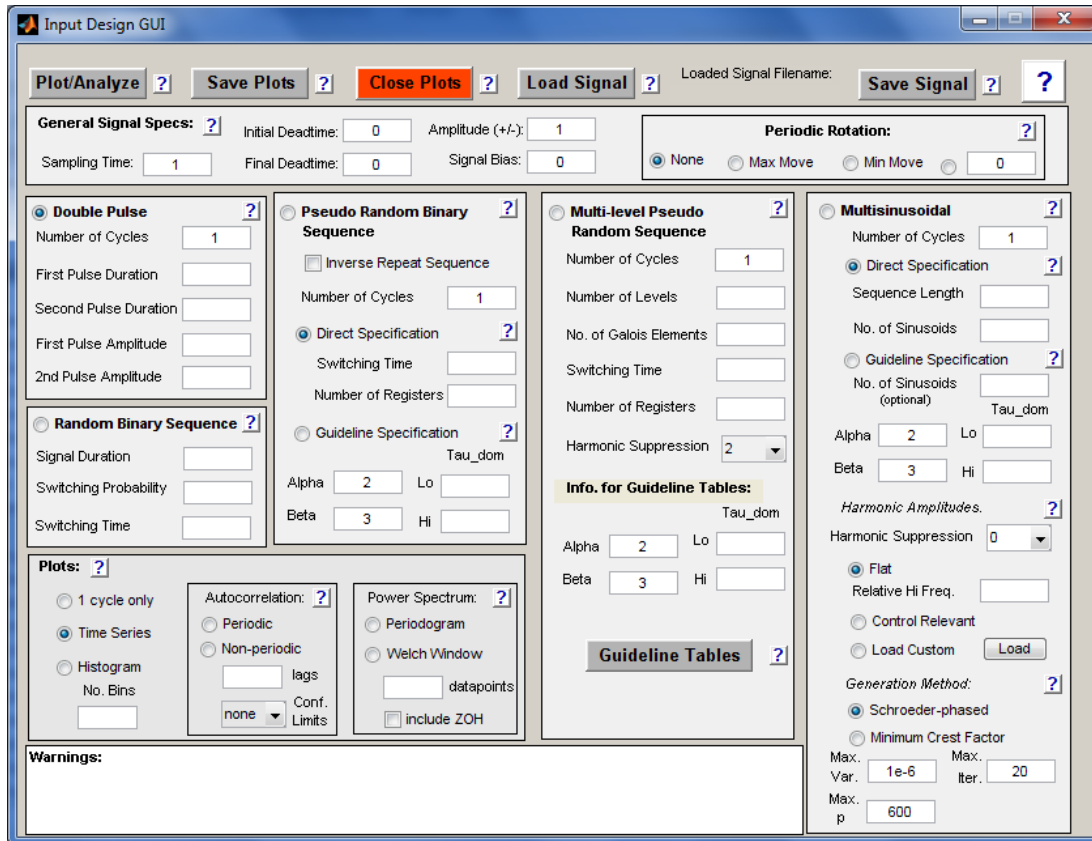 Input Design GUI
Plot/Analyze ? Save Plots ? Close Plots ? Load Signal ? Loaded Signal Filename: Save Signal ? ?
General Signal Specs: ? Initial Deadtime: 0 Amplitude (+/-): 1
Sampling Time: 1 Final Deadtime: 0 Signal Bias: 0
Periodic Rotation: ?
None Max Move Min Move 0
Double Pulse ?
Number of Cycles 1
First Pulse Duration
Second Pulse Duration
First Pulse Amplitude
2nd Pulse Amplitude
Random Binary Sequence ?
Signal Duration
Switching Probability
Switching Time
Pseudo Random Binary ?
Sequence
Inverse Repeat Sequence
Number of Cycles 1
Direct Specification ?
Switching Time
Number of Registers
Guideline Specification ?
Tau_dom
Alpha 2 Lo
Beta 3 Hi
Multi-level Pseudo ?
Random Sequence
Number of Cycles 1
Number of Levels
No. of Galois Elements
Switching Time
Number of Registers
Harmonic Suppression 2
Info. for Guideline Tables:
Tau_dom
Alpha 2 Lo
Beta 3 Hi
Guideline Tables ?
Multisinusoidal ?
Number of Cycles 1
Direct Specification ?
Sequence Length
No. of Sinusoids
Guideline Specification ?
No. of Sinusoids
(optional) Tau_dom
Alpha 2 Lo
Beta 3 Hi
Harmonic Amplitudes. ?
Harmonic Suppression 0
Flat
Relative Hi Freq.
Control Relevant
Load Custom Load
Generation Method: ?
Schroeder-phased
Minimum Crest Factor
Max. Var. 1e-6 Max. Iter. 20
Max. p 600
Plots: ?
1 cycle only
Time Series
Histogram
No. Bins
Autocorrelation: ?
Periodic
Non-periodic
lags
none Conf. Limits
Power Spectrum: ?
Periodogram
Welch Window
datapoints
include ZOH
Warnings: